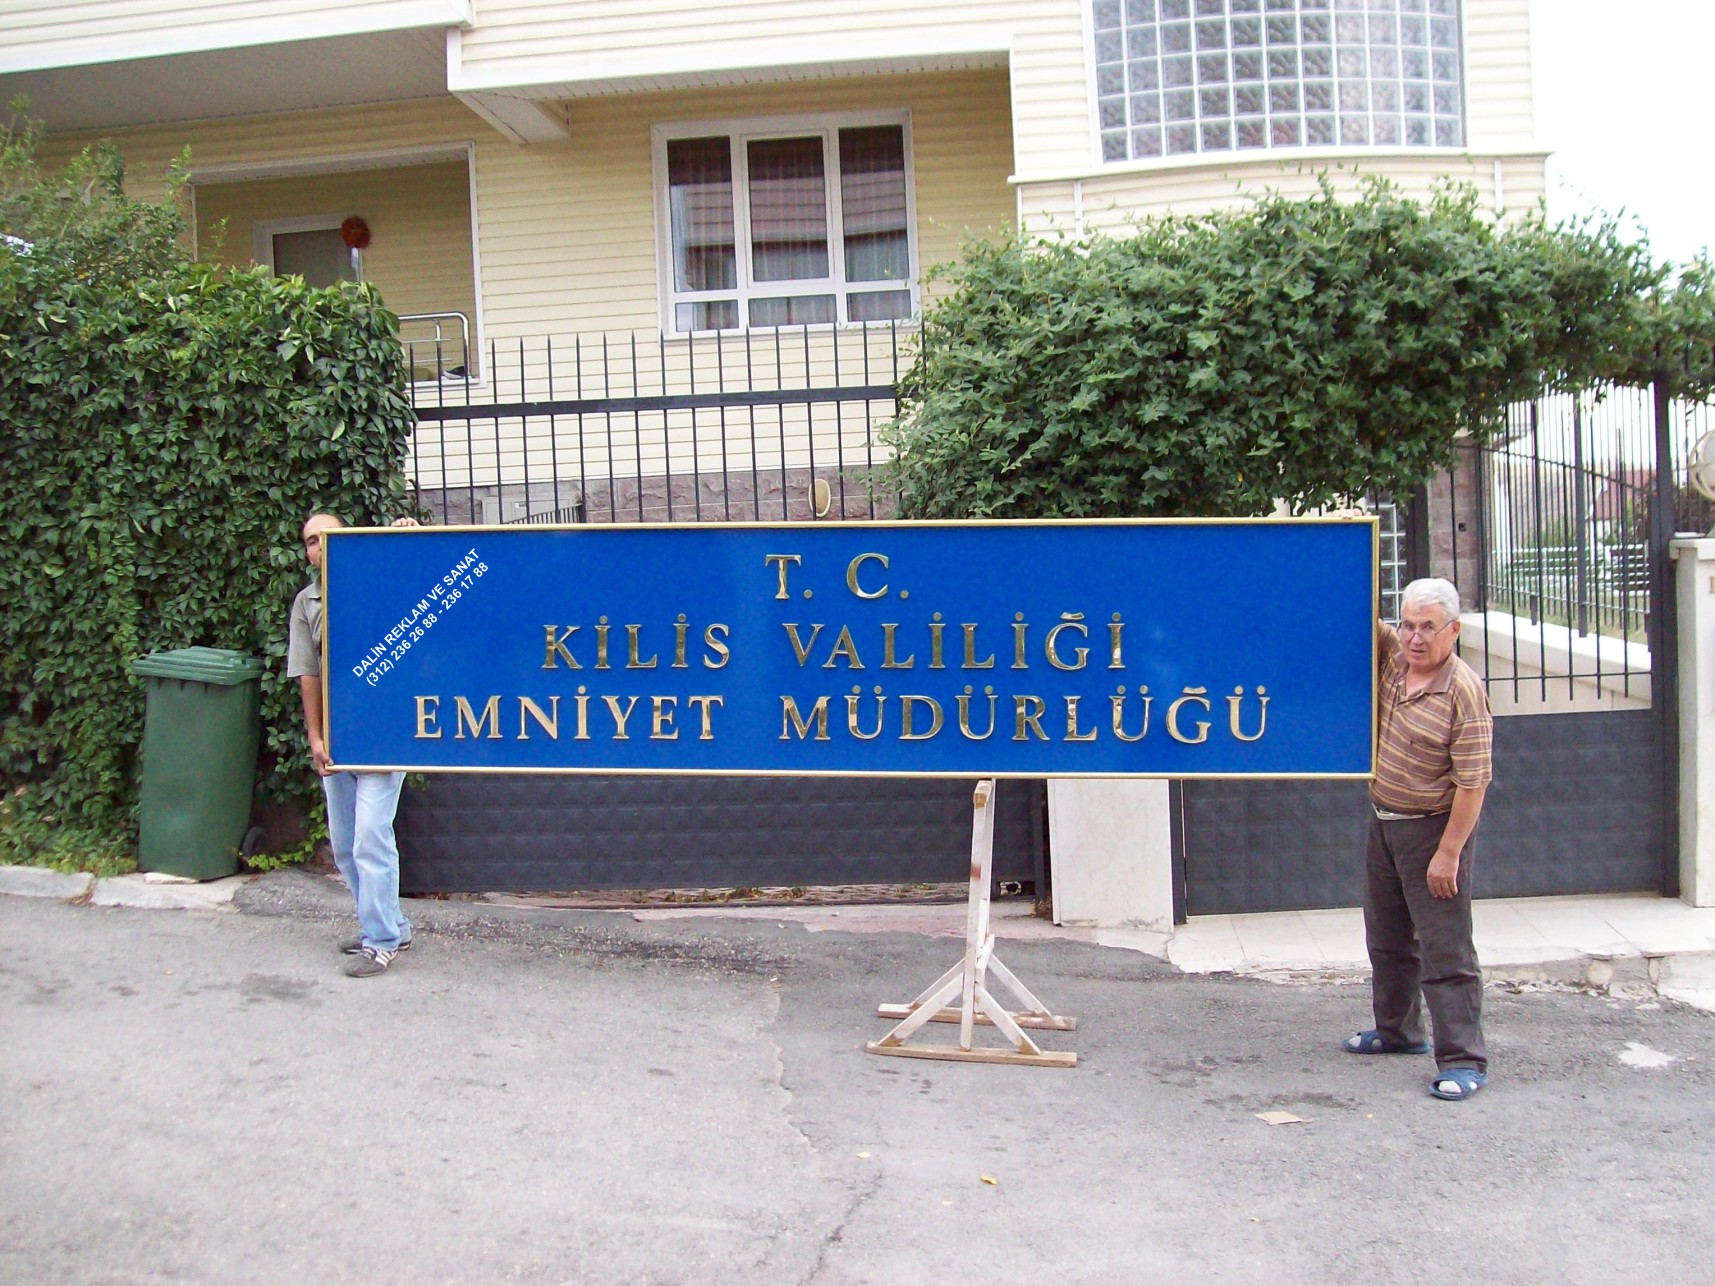 T. C.
KİLİS VALİLİĞİ
EMNİYET MÜDÜRLÜĞÜ
DALİN REKLAM VE SANAT
(312) 236 26 88 - 236 17 88